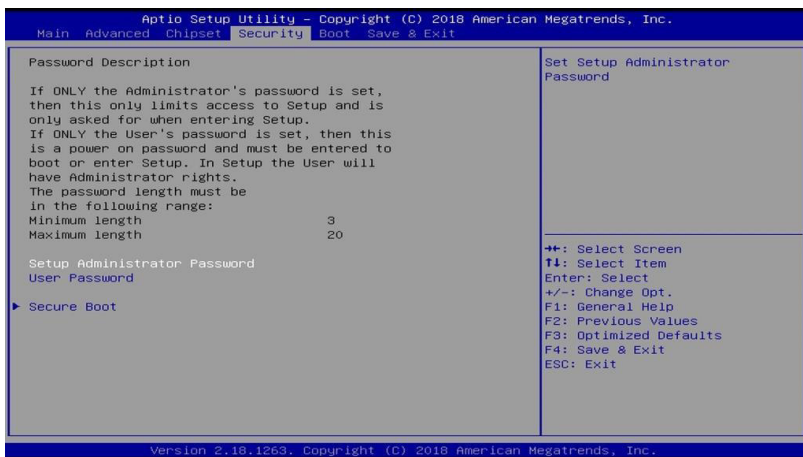 Aptio Setup Utility – Copyright (C) 2018 American Megatrends, Inc.
Main Advanced Chipset Security Boot Save & Exit
Password Description
If ONLY the Administrator's password is set,
then this only limits access to Setup and is
only asked for when entering Setup.
If ONLY the User's password is set, then this
is a power on password and must be entered to
boot or enter Setup. In Setup the User will
have Administrator rights.
The password length must be
in the following range:
Minimum length 3
Maximum length 20
Setup Administrator Password
User Password
Secure Boot
Set Setup Administrator
Password
→←: Select Screen
↑↓: Select Item
Enter: Select
+/-: Change Opt.
F1: General Help
F2: Previous Values
F3: Optimized Defaults
F4: Save & Exit
ESC: Exit
Version 2.18.1263. Copyright (C) 2018 American Megatrends, Inc.